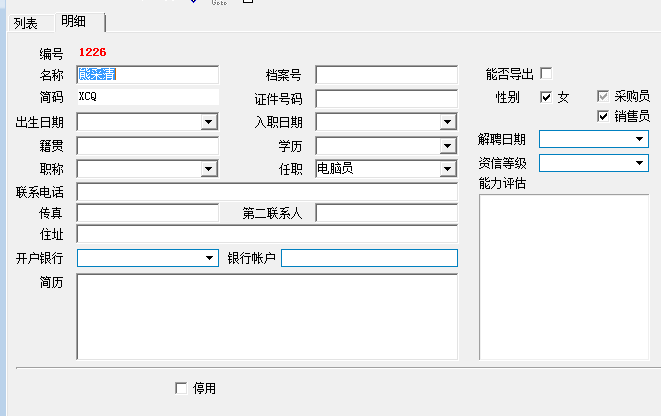 Goto
列表 明细
编号 1226
名称 熊采清 档案号 能否导出
简码 XCQ 证件号码 性别 女 采购员
销售员
出生日期 入职日期 解聘日期
籍贯 学历 资信等级
职称 任职 电脑员 能力评估
联系电话
传真 第二联系人
住址
开户银行 银行帐户
简历
停用